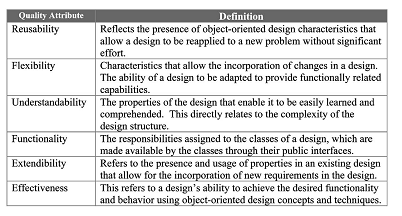 Quality Attribute Definition
Reusability Reflects the presence of object-oriented design characteristics that
allow a design to be reapplied to a new problem without significant
effort.
Flexibility Characteristics that allow the incorporation of changes in a design.
The ability of a design to be adapted to provide functionally related
capabilities.
Understandability The properties of the design that enable it to be easily learned and
comprehended. This directly relates to the complexity of the
design structure.
Functionality The responsibilities assigned to the classes of a design, which are
made available by the classes through their public interfaces.
Extendibility Refers to the presence and usage of properties in an existing design
that allow for the incorporation of new requirements in the design.
Effectiveness This refers to a design's ability to achieve the desired functionality
and behavior using object-oriented design concepts and techniques.